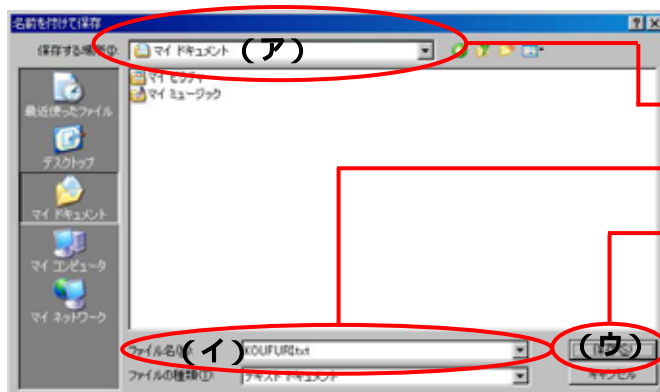 名前を付けて保存
保存する場所(I):
マイ ドキュメント
(ア)
マイ ピクチャ
マイ ミュージック
最近使ったファイル
デスクトップ
マイ ドキュメント
マイ コンピュータ
マイ ネットワーク
ファイル名(N):
(イ)
KOUFURI.txt
(ウ)
ファイルの種類(T):
テキスト ドキュメント
キャンセル